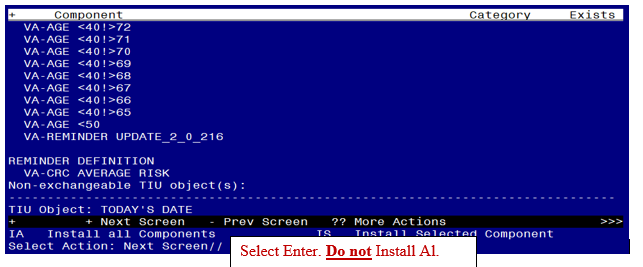 + Component Category Exists
VA-AGE <40!>72
VA-AGE <40!>71
VA-AGE <40!>70
VA-AGE <40!>69
VA-AGE <40!>68
VA-AGE <40!>67
VA-AGE <40!>66
VA-AGE <40!>65
VA-AGE <50
VA-REMINDER UPDATE_2_0_216
REMINDER DEFINITION
VA-CRC AVERAGE RISK
Non-exchangeable TIU object(s):
--------------------------------------------------------------------------------
TIU Object: TODAY'S DATE
+ + Next Screen - Prev Screen ?? More Actions >>>
IA Install all Components IS Install Selected Component
Select Action: Next Screen//
Select Enter. Do not Install Al.